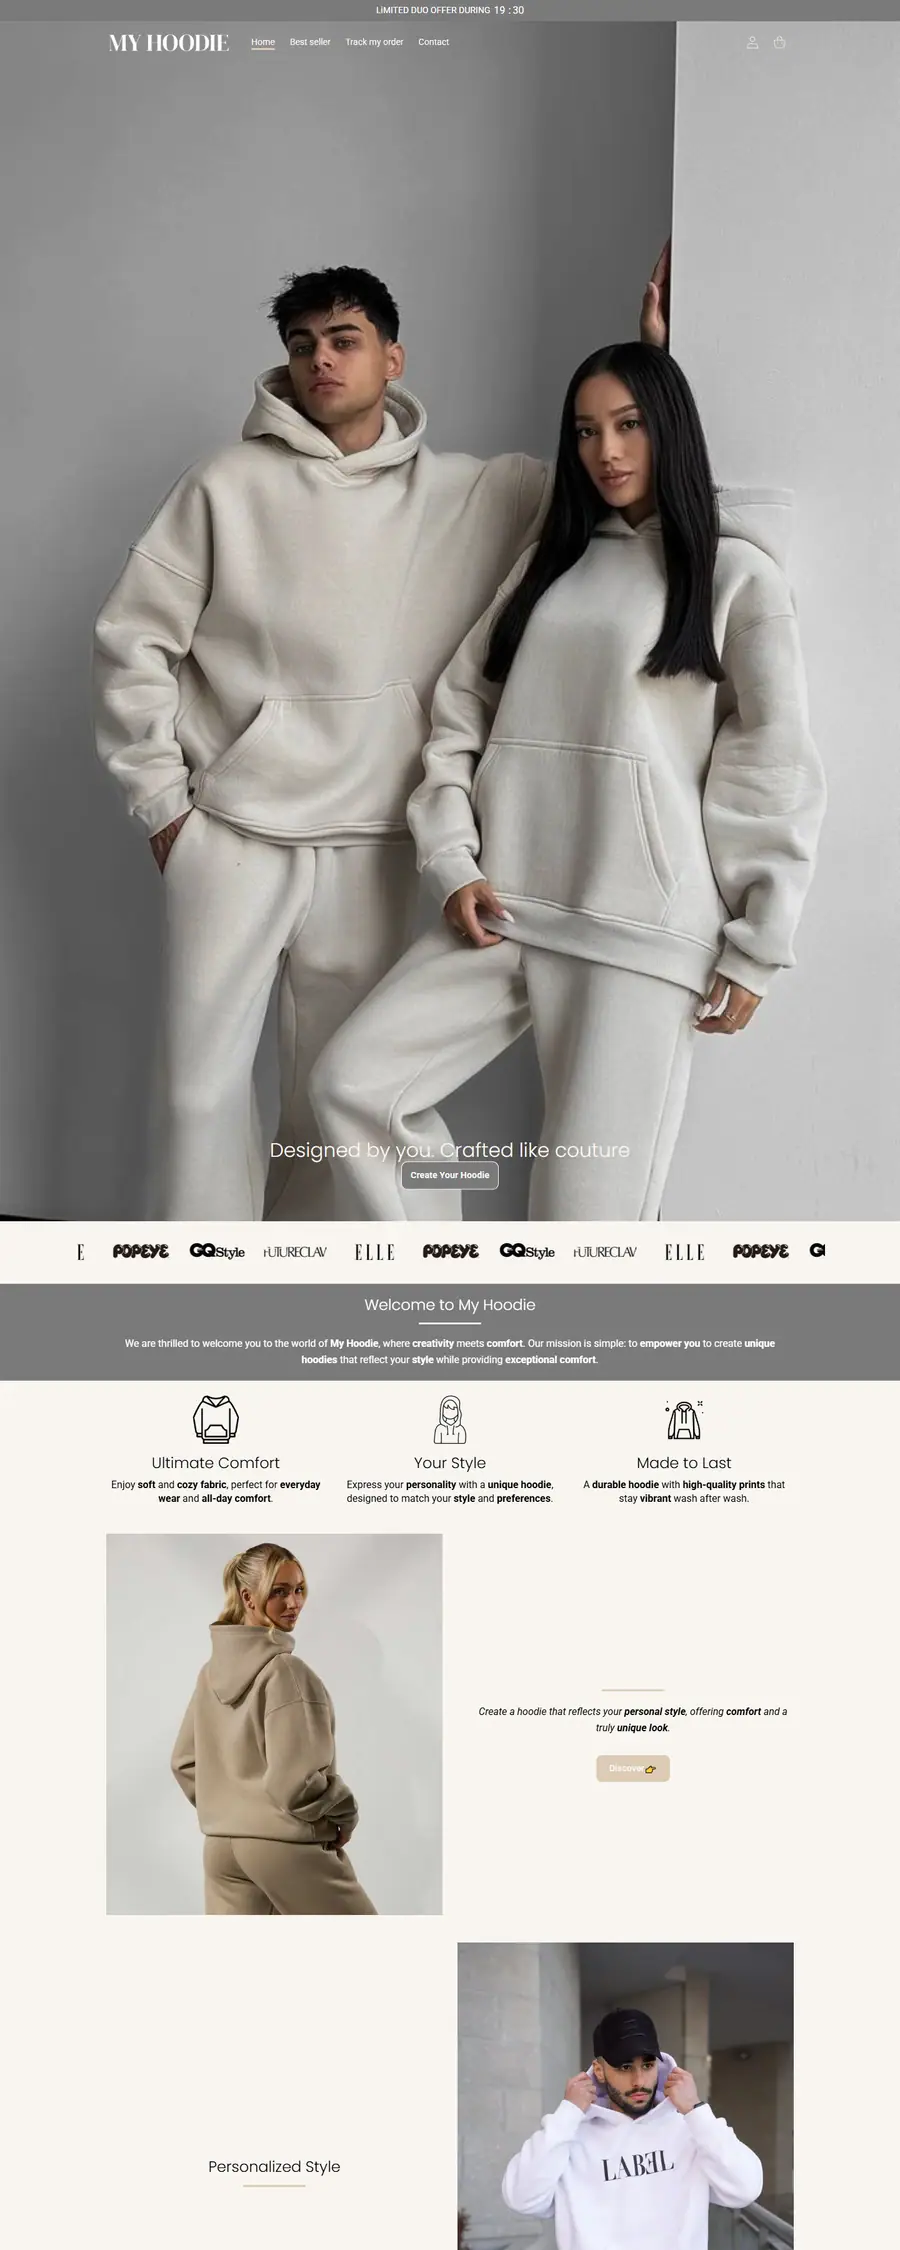 LiMITED DUO OFFER DURING 19 : 30
MY HOODIE
Home Best seller Track my order Contact
Designed by you. Crafted like couture
Create Your Hoodie
E POPEYE GQStyle FUTURECLAW ELLE POPEYE GQStyle FUTURECLAW ELLE POPEYE G
Welcome to My Hoodie
We are thrilled to welcome you to the world of My Hoodie, where creativity meets comfort. Our mission is simple: to empower you to create unique
hoodies that reflect your style while providing exceptional comfort.
Ultimate Comfort
Enjoy soft and cozy fabric, perfect for everyday
wear and all-day comfort.
Your Style
Express your personality with a unique hoodie,
designed to match your style and preferences.
Made to Last
A durable hoodie with high-quality prints that
stay vibrant wash after wash.
Create a hoodie that reflects your personal style, offering comfort and a
truly unique look.
Discover👉
Personalized Style
LABƎL